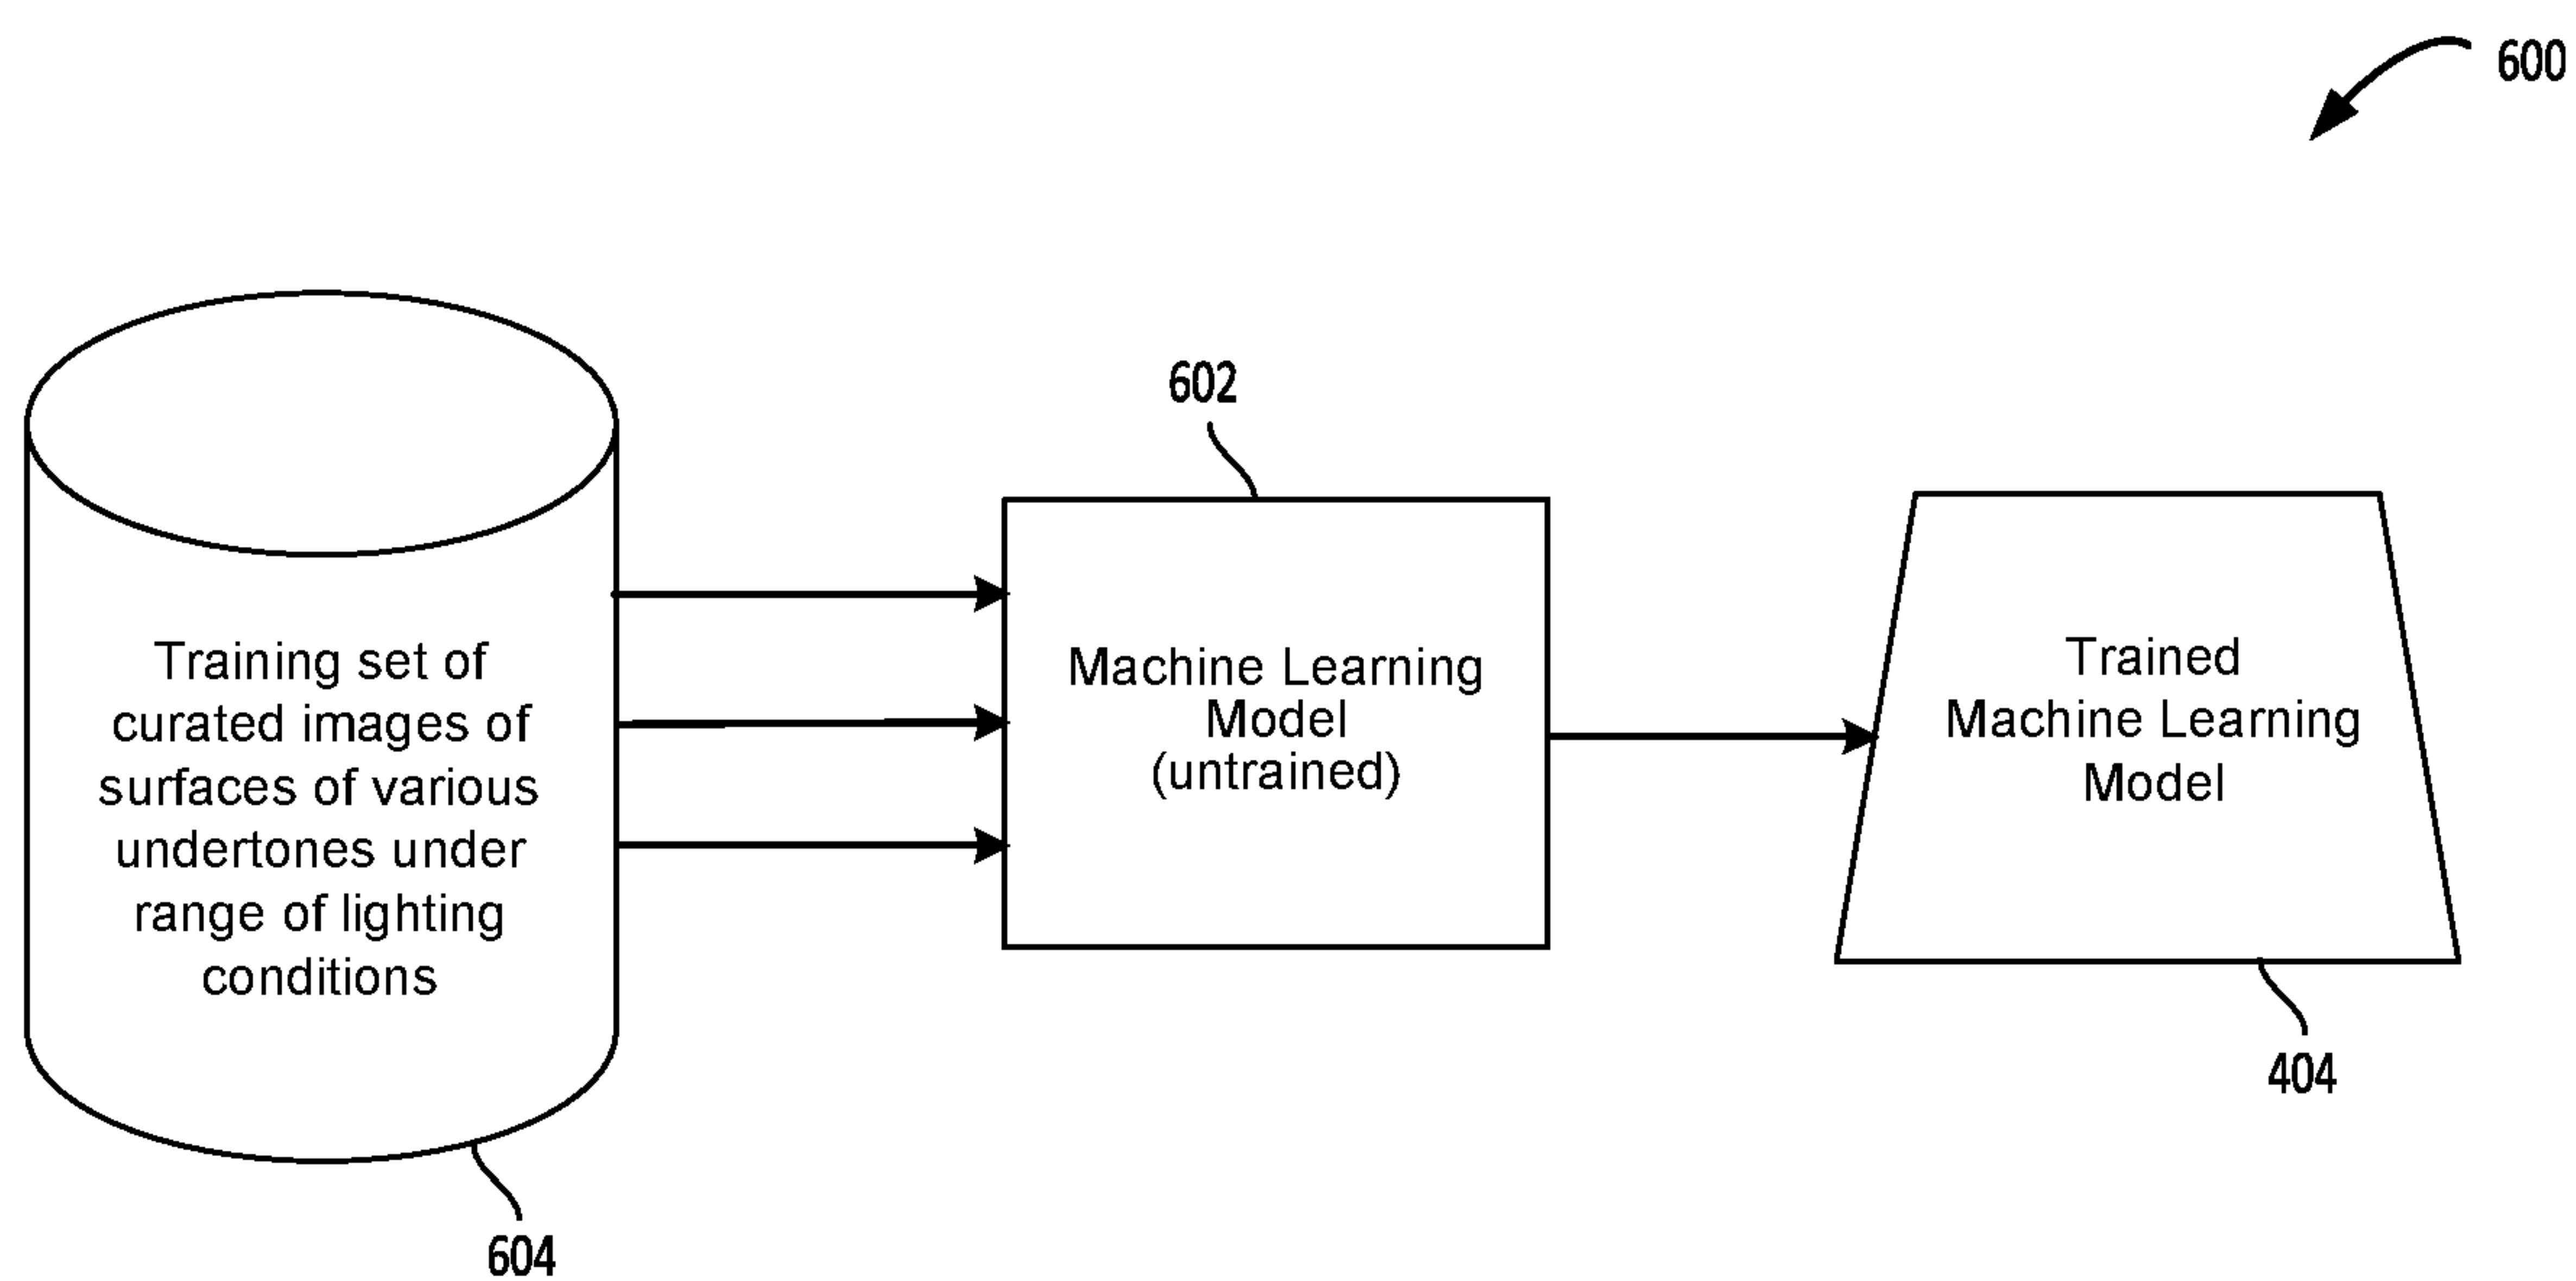 600
602
Training set of
curated images of
surfaces of various
undertones under
range of lighting
conditions
Machine Learning
Model
(untrained)
Trained
Machine Learning
Model
404
604